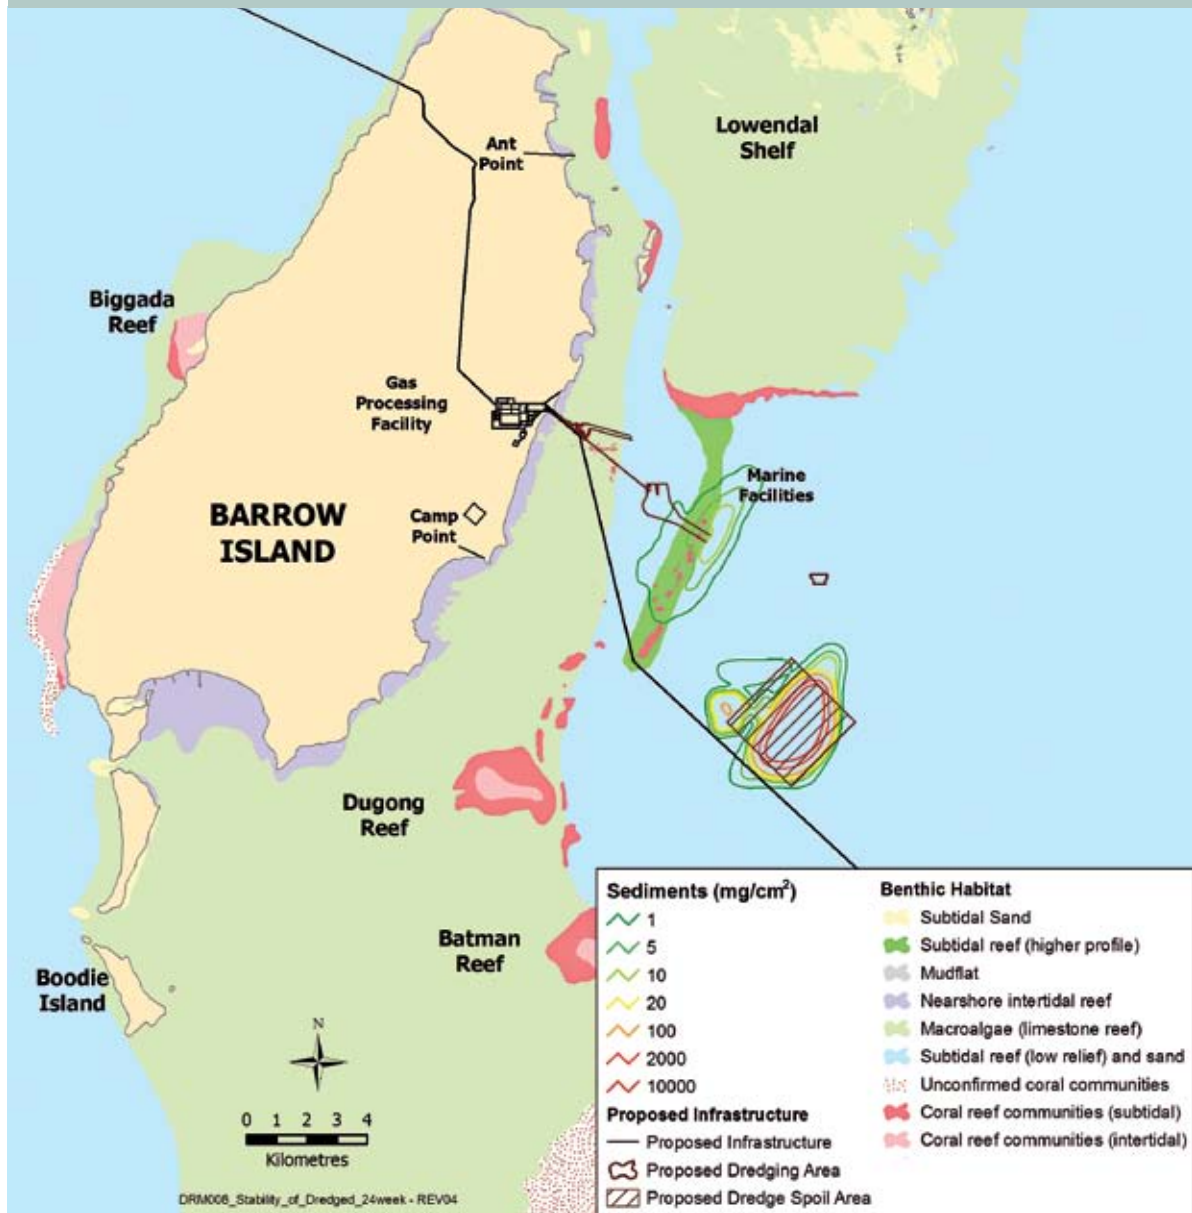 Lowendal
Shelf
Ant
Point
Biggada
Reef
Gas
Processing
Facility
Marine
Facilities
BARROW
ISLAND
Camp
Point
Dugong
Reef
Batman
Reef
Boodie
Island
N
0 1 2 3 4
Kilometres
DRM008_Stability_of_Dredged_24week - REV04
Sediments (mg/cm²)
1
5
10
20
100
2000
10000
Proposed Infrastructure
Proposed Infrastructure
Proposed Dredging Area
Proposed Dredge Spoil Area
Benthic Habitat
Subtidal Sand
Subtidal reef (higher profile)
Mudflat
Nearshore intertidal reef
Macroalgae (limestone reef)
Subtidal reef (low relief) and sand
Unconfirmed coral communities
Coral reef communities (subtidal)
Coral reef communities (intertidal)